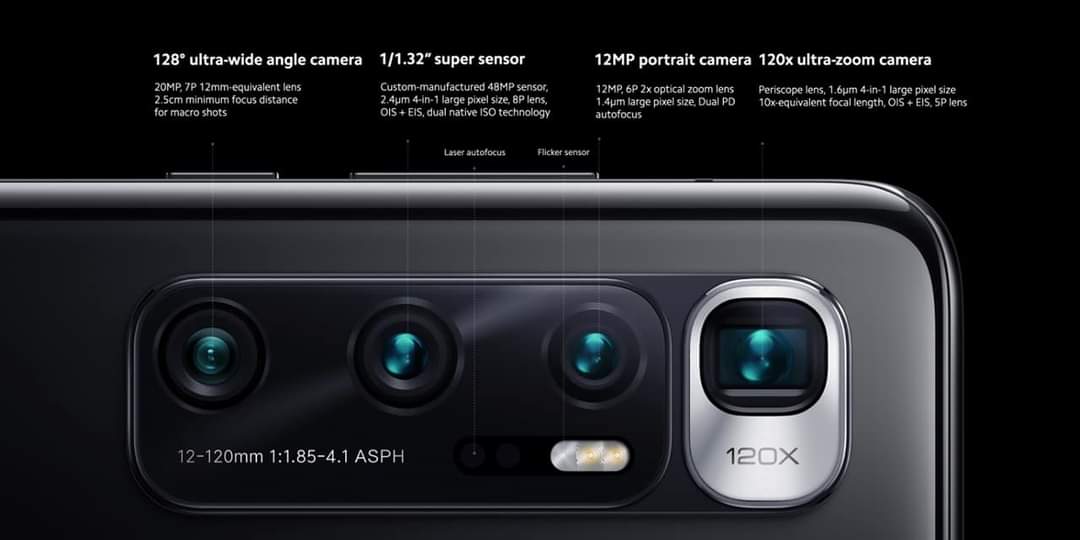 128° ultra-wide angle camera
20MP, 7P 12mm-equivalent lens
2.5cm minimum focus distance
for macro shots
1/1.32" super sensor
Custom-manufactured 48MP sensor,
2.4μm 4-in-1 large pixel size, 8P lens,
OIS + EIS, dual native ISO technology
12MP portrait camera
12MP, 6P 2x optical zoom lens
1.4μm large pixel size, Dual PD
autofocus
120x ultra-zoom camera
Periscope lens, 1.6μm 4-in-1 large pixel size
10x-equivalent focal length, OIS + EIS, 5P lens
Laser autofocus
Flicker sensor
12-120mm 1:1.85-4.1 ASPH
120X